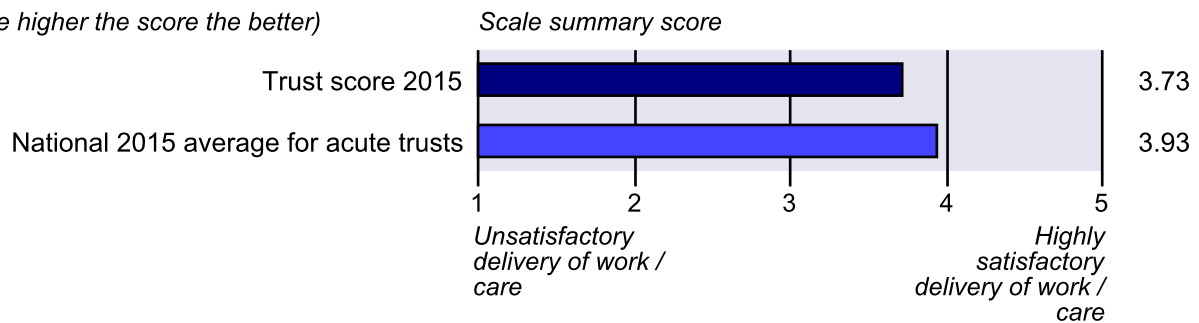 e higher the score the better)
Scale summary score
Trust score 2015
3.73
National 2015 average for acute trusts
3.93
1 2 3 4 5
Unsatisfactory
delivery of work /
care
Highly
satisfactory
delivery of work /
care